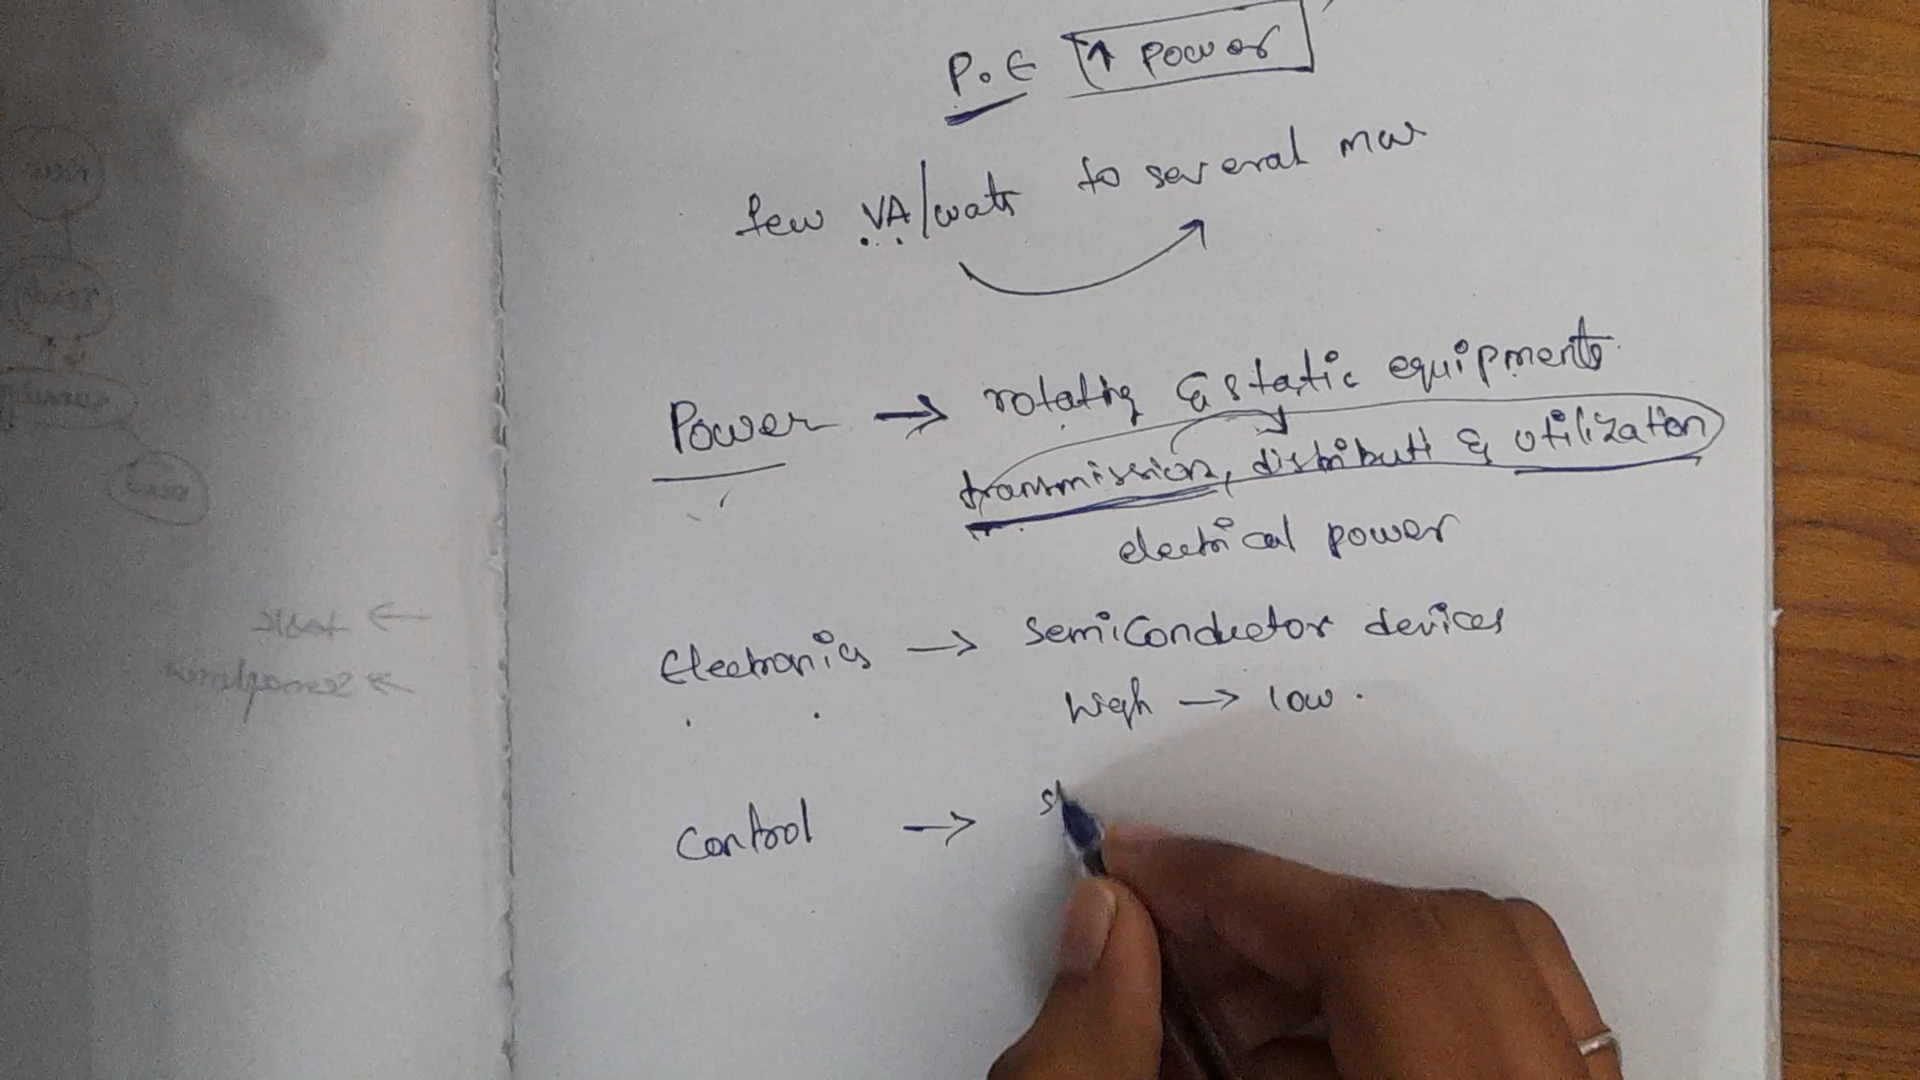 P.E ↑ power
few VA/watts to several mw
Power → rotating & static equipments
transmission, distributi & utilization
electrical power
Electronics → semiconductor devices
High → low .
Control → s